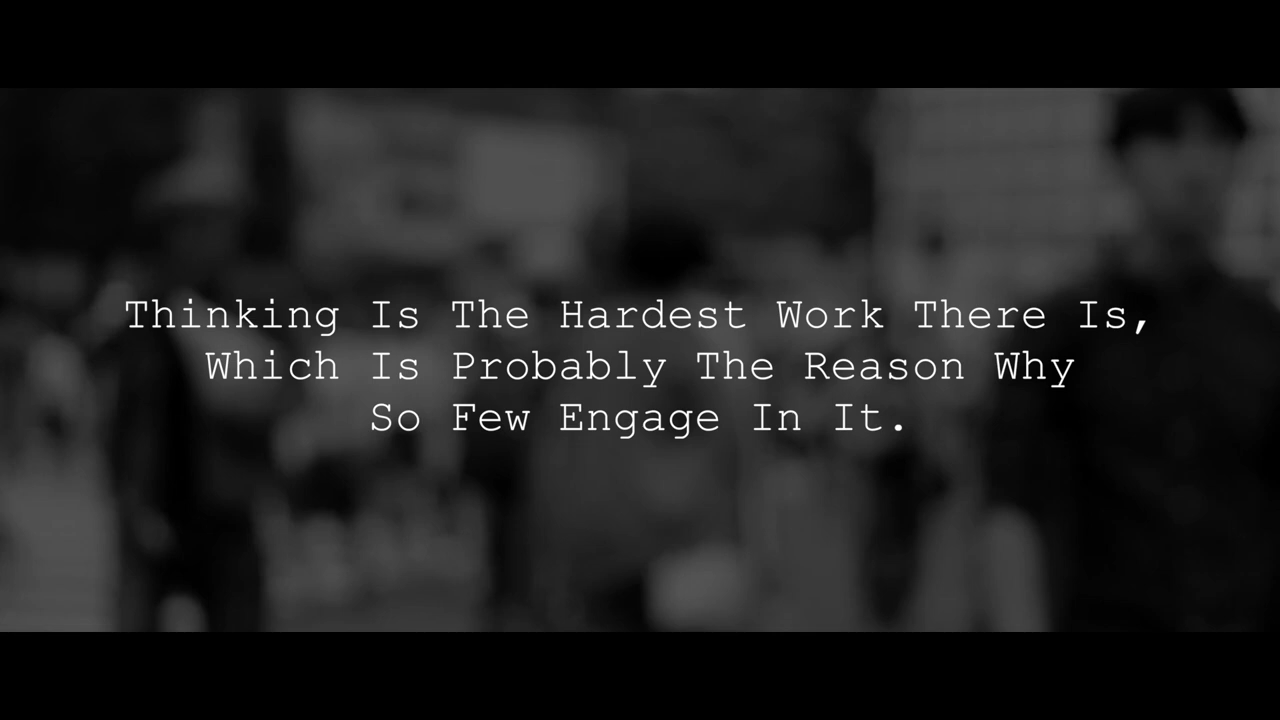 Thinking Is The Hardest Work There Is,
Which Is Probably The Reason Why
So Few Engage In It.